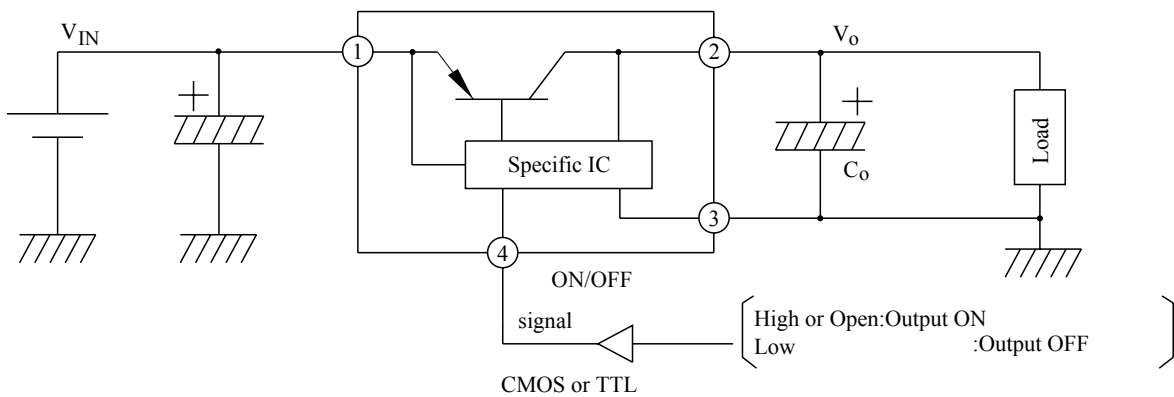 V_IN
1
2
V_o
+
+
Specific IC
Load
C_o
3
4
ON/OFF
signal
High or Open:Output ON
Low :Output OFF
CMOS or TTL